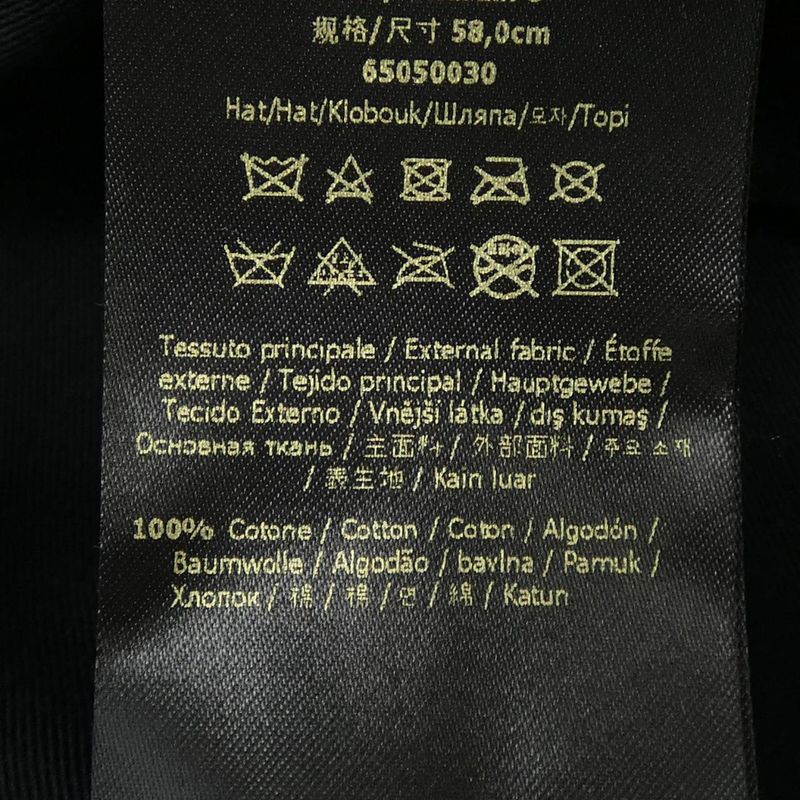 规格/尺寸 58,0cm
65050030
Hat/Hat/Klobouk/Шляпа/모자/Topi
Tessuto principale / External fabric / Étoffe
externe / Tejido principal / Hauptgewebe /
Tecido Externo / Vnější látka / dış kumaş /
Основная ткань / 主面料 / 外部面料 / 주요 소재
/ 表生地 / Kain luar
100% Cotone / Cotton / Coton / Algodón /
Baumwolle / Algodão / bavlna / Pamuk /
Хлопок / 棉 / 棉 / 면 / 綿 / Katun